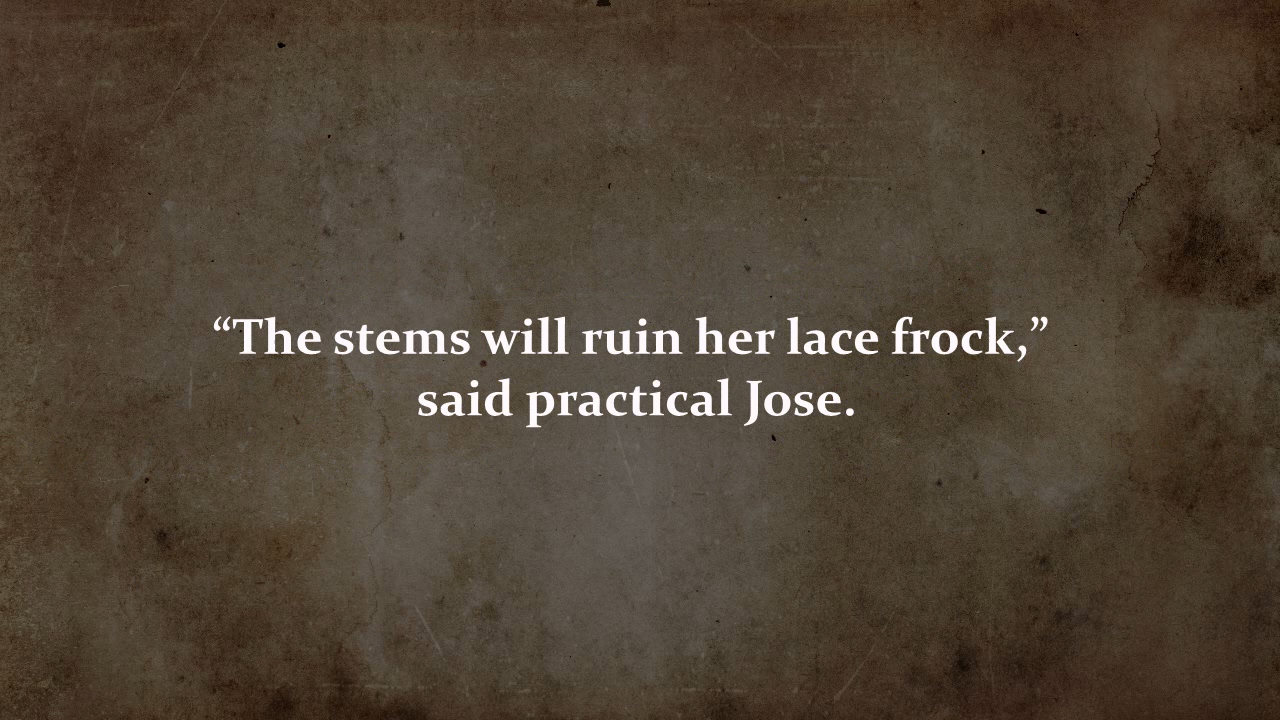 “The stems will ruin her lace frock,”
said practical Jose.